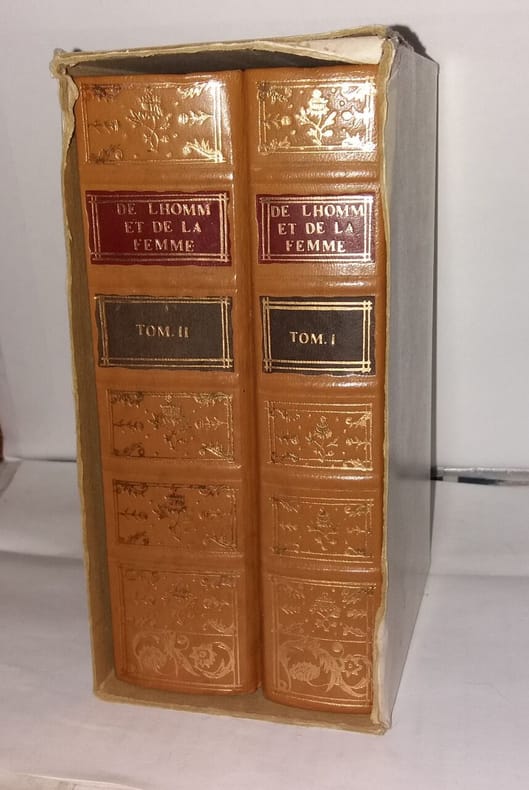 DE LHOMM
ET DE LA
FEMME
TOM. II
DE LHOMM
ET DE LA
FEMME
TOM. I